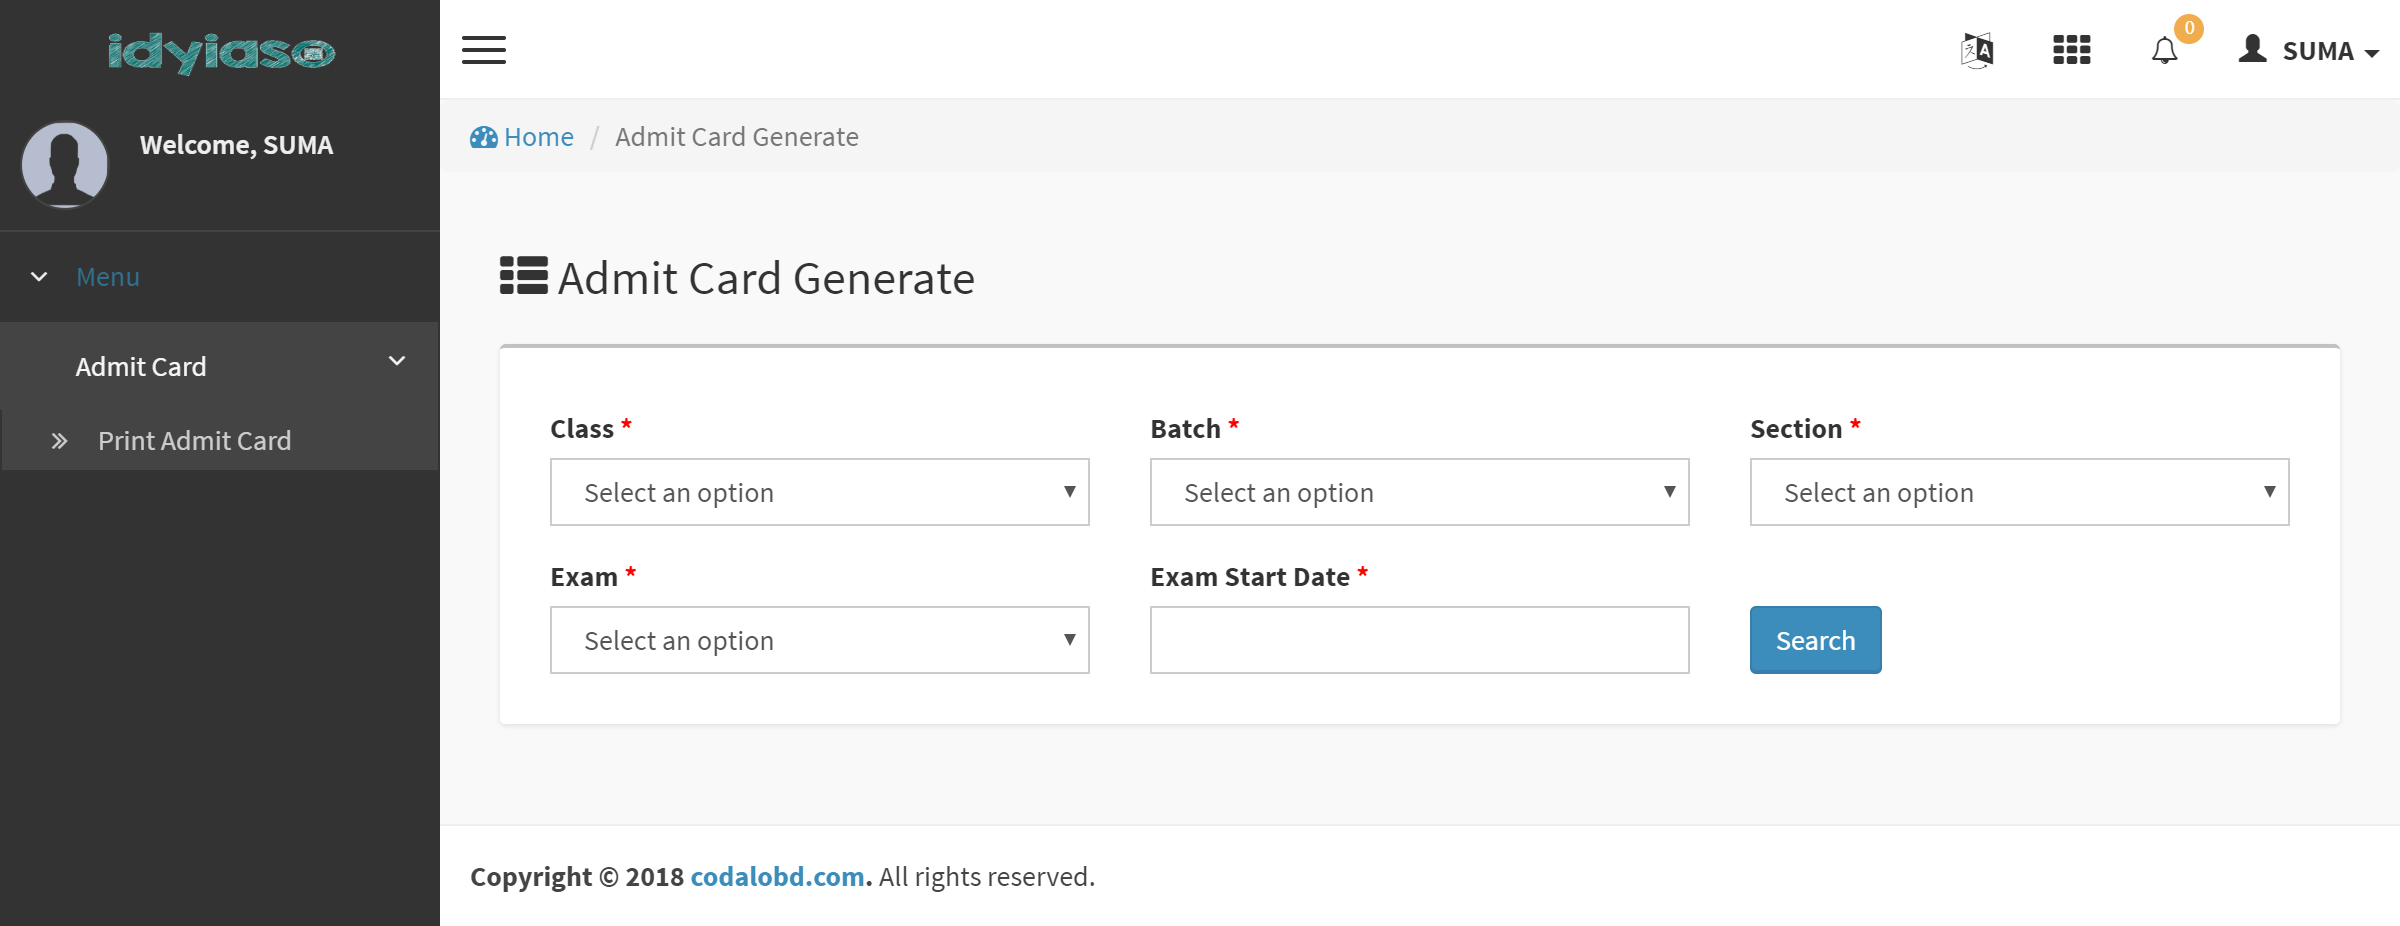 idyiaso
0
SUMA
Welcome, SUMA
Home / Admit Card Generate
Menu
Admit Card Generate
Admit Card
Print Admit Card
Class *
Batch *
Section *
Select an option
Select an option
Select an option
Exam *
Exam Start Date *
Select an option
Search
Copyright © 2018 codalobd.com. All rights reserved.